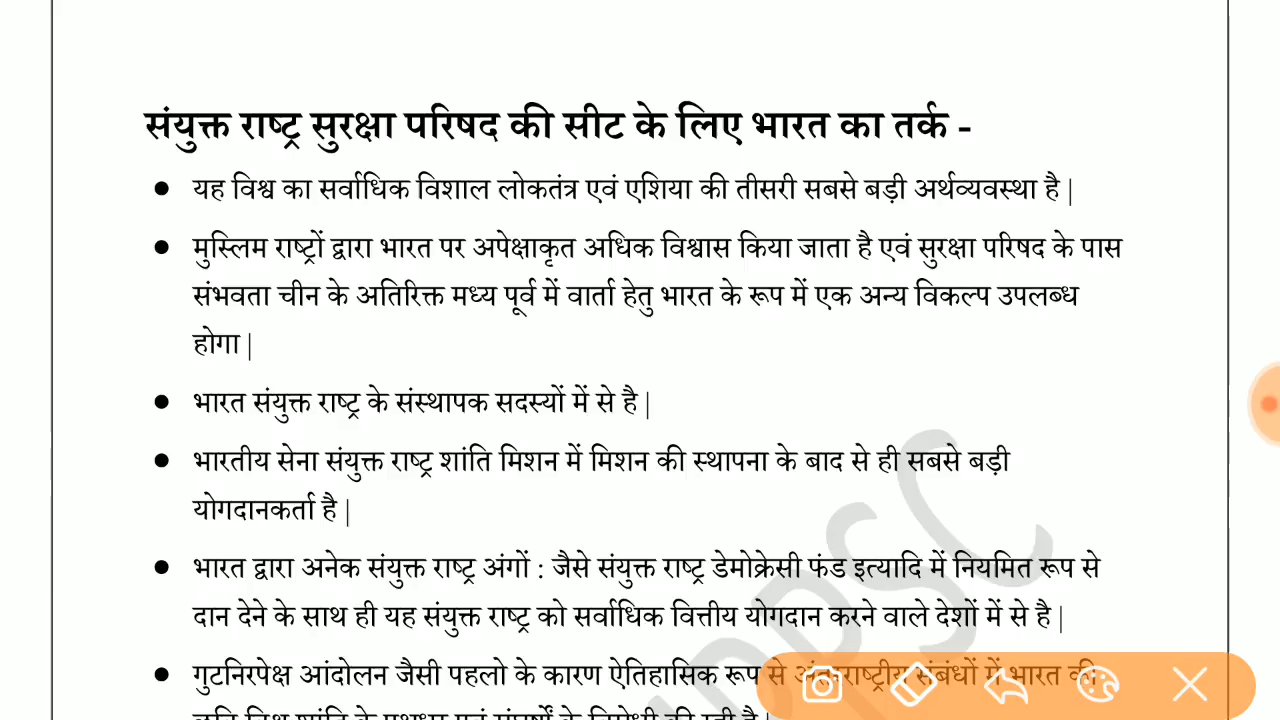 संयुक्त राष्ट्र सुरक्षा परिषद की सीट के लिए भारत का तर्क -
● यह विश्व का सर्वाधिक विशाल लोकतंत्र एवं एशिया की तीसरी सबसे बड़ी अर्थव्यवस्था है |
● मुस्लिम राष्ट्रों द्वारा भारत पर अपेक्षाकृत अधिक विश्वास किया जाता है एवं सुरक्षा परिषद के पास
संभवता चीन के अतिरिक्त मध्य पूर्व में वार्ता हेतु भारत के रूप में एक अन्य विकल्प उपलब्ध
होगा |
● भारत संयुक्त राष्ट्र के संस्थापक सदस्यों में से है |
● भारतीय सेना संयुक्त राष्ट्र शांति मिशन में मिशन की स्थापना के बाद से ही सबसे बड़ी
योगदानकर्ता है |
● भारत द्वारा अनेक संयुक्त राष्ट्र अंगों : जैसे संयुक्त राष्ट्र डेमोक्रेसी फंड इत्यादि में नियमित रूप से
दान देने के साथ ही यह संयुक्त राष्ट्र को सर्वाधिक वित्तीय योगदान करने वाले देशों में से है |
● गुटनिरपेक्ष आंदोलन जैसी पहलो के कारण ऐतिहासिक रूप से अंतरराष्ट्रीय संबंधों में भारत की